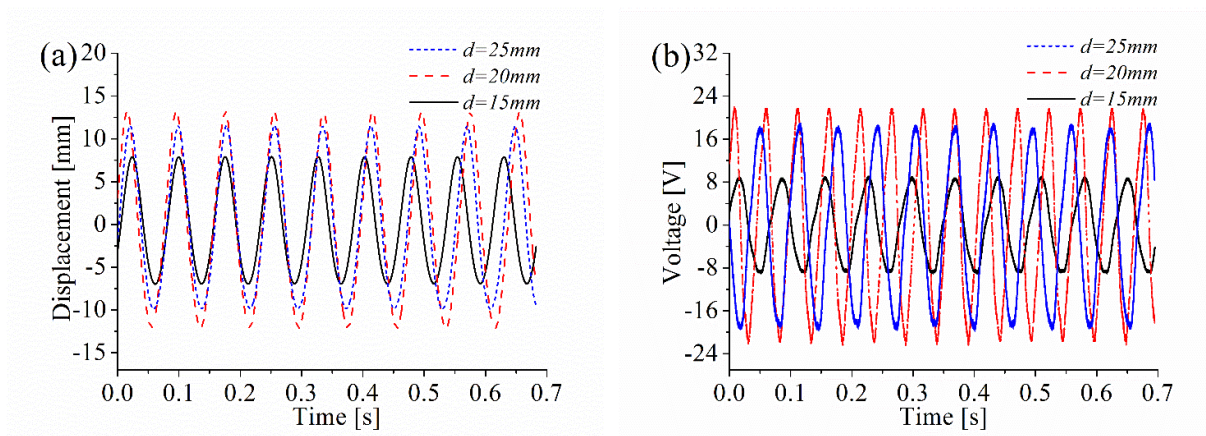 (a)
d=25mm
d=20mm
d=15mm
20
15
10
5
0
-5
-10
-15
Displacement [mm]
0.0 0.1 0.2 0.3 0.4 0.5 0.6 0.7
Time [s]
(b)
d=25mm
d=20mm
d=15mm
32
24
16
8
0
-8
-16
-24
Voltage [V]
0.0 0.1 0.2 0.3 0.4 0.5 0.6 0.7
Time [s]